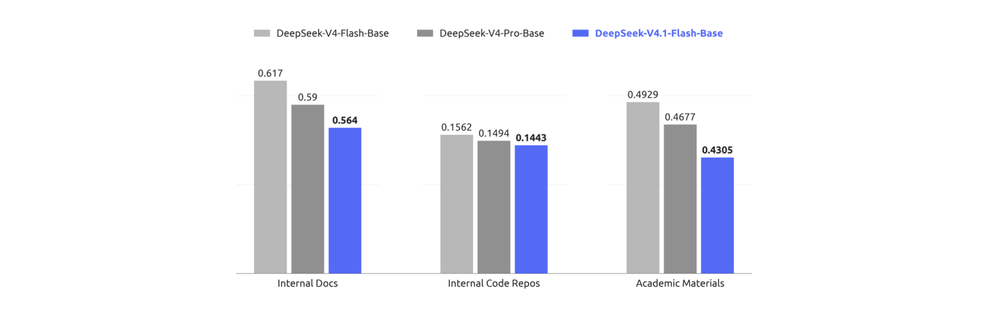 DeepSeek-V4-Flash-Base DeepSeek-V4-Pro-Base DeepSeek-V4.1-Flash-Base
0.617
0.59
0.564
0.1562
0.1494
0.1443
0.4929
0.4677
0.4305
Internal Docs
Internal Code Repos
Academic Materials